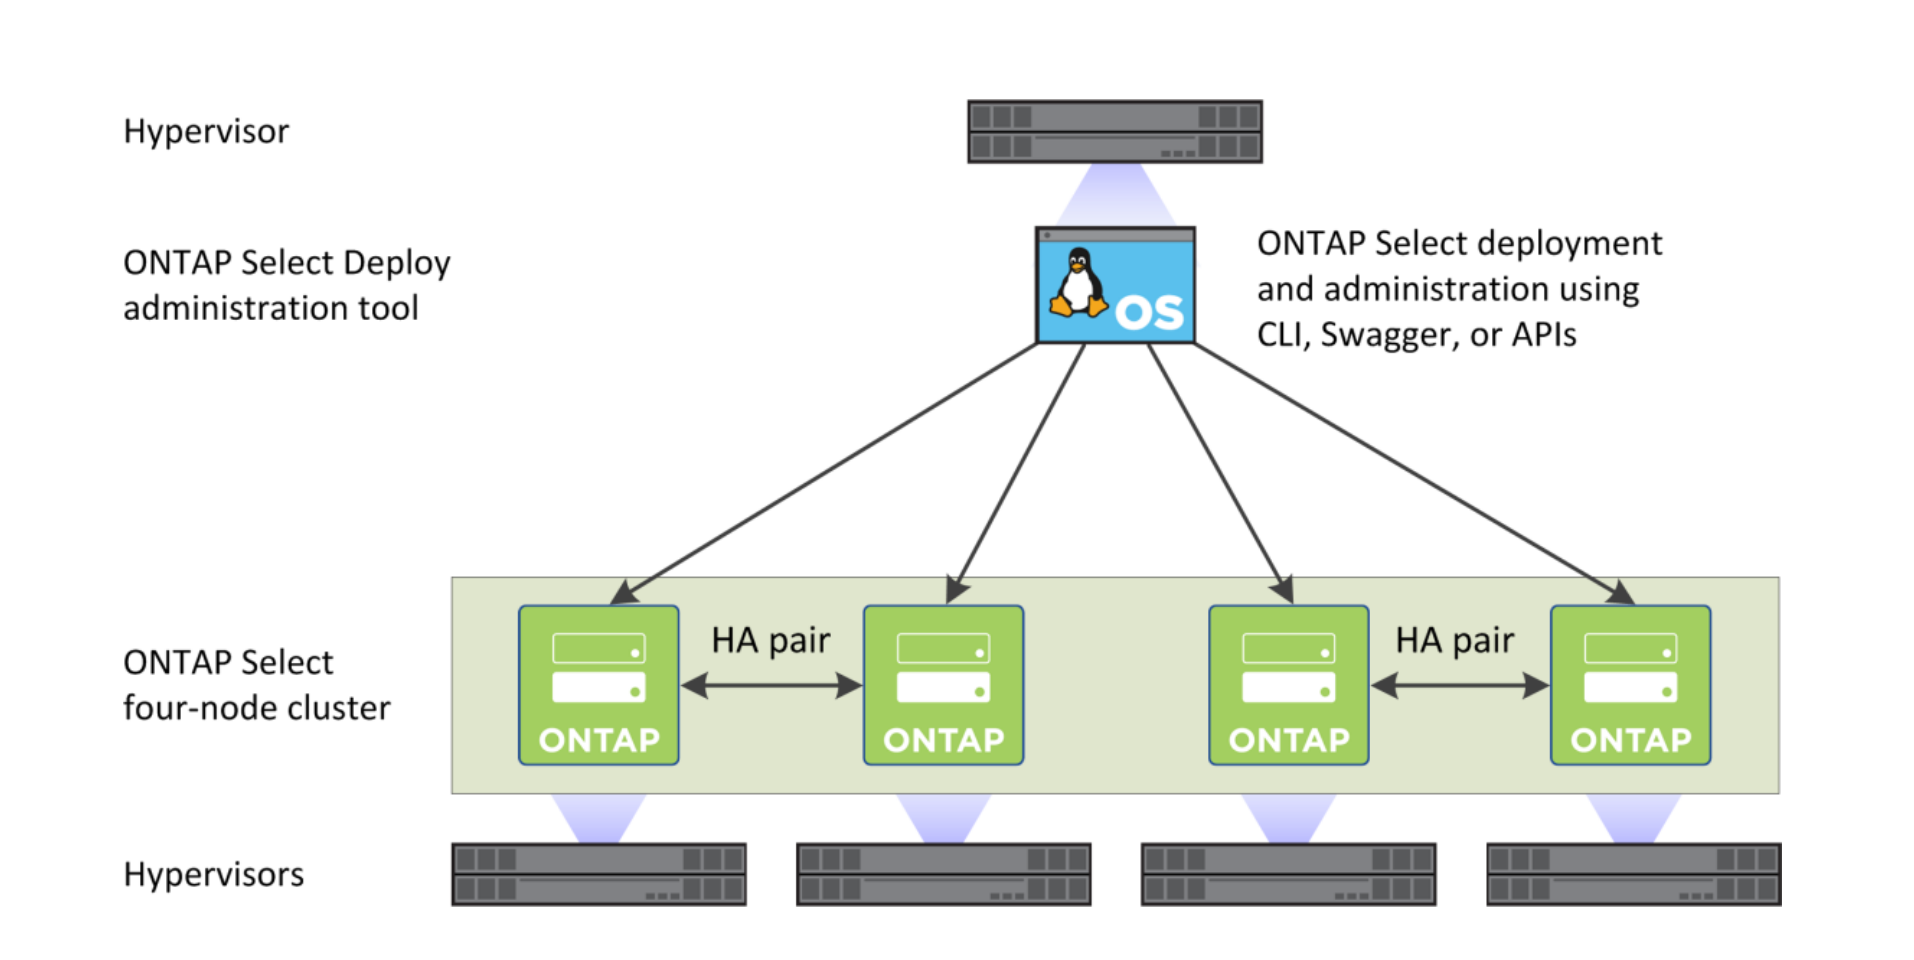 Hypervisor
ONTAP Select Deploy
administration tool
OS
ONTAP Select deployment
and administration using
CLI, Swagger, or APIs
ONTAP Select
four-node cluster
HA pair
HA pair
ONTAP
ONTAP
ONTAP
ONTAP
Hypervisors